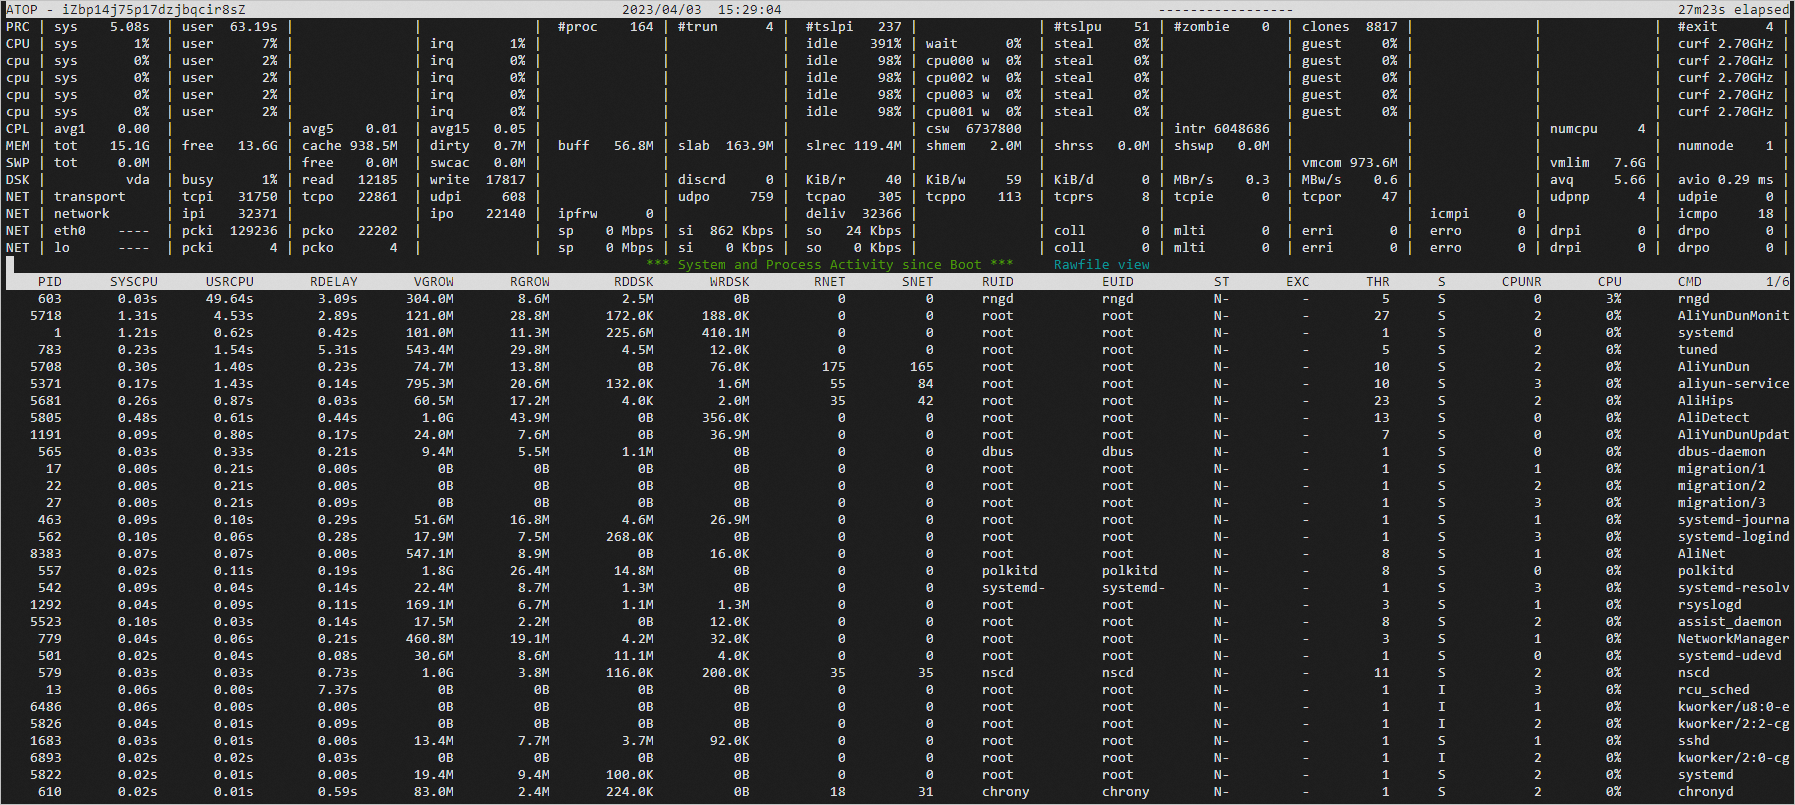 ATOP - iZbp14j75p17dzjbqcir8sZ 2023/04/03 15:29:04 ---------------- 27m23s elapsed
PRC | sys 5.08s | user 63.19s | | | #proc 164 | #trun 4 | #tslpi 237 | | #tslpu 51 | #zombie 0 | clones 8817 | | | #exit 4 |
CPU | sys 1% | user 7% | | irq 1% | | | idle 391% | wait 0% | steal 0% | | guest 0% | | | curf 2.70GHz |
cpu | sys 0% | user 2% | | irq 0% | | | idle 98% | cpu000 w 0% | steal 0% | | guest 0% | | | curf 2.70GHz |
cpu | sys 0% | user 2% | | irq 0% | | | idle 98% | cpu002 w 0% | steal 0% | | guest 0% | | | curf 2.70GHz |
cpu | sys 0% | user 2% | | irq 0% | | | idle 98% | cpu003 w 0% | steal 0% | | guest 0% | | | curf 2.70GHz |
cpu | sys 0% | user 2% | | irq 0% | | | idle 98% | cpu001 w 0% | steal 0% | | guest 0% | | | curf 2.70GHz |
CPL | avg1 0.00 | | avg5 0.01 | avg15 0.05 | | | | csw 6737800 | | intr 6048686 | | | numcpu 4 | |
MEM | tot 15.1G | free 13.6G | cache 938.5M | dirty 0.7M | buff 56.8M | slab 163.9M | slrec 119.4M | shmem 2.0M | shrss 0.0M | shswp 0.0M | | | | numnode 1 |
SWP | tot 0.0M | | free 0.0M | swcac 0.0M | | | | | | | vmcom 973.6M | | vmlim 7.6G | |
DSK | vda | busy 1% | read 12185 | write 17817 | | discrd 0 | KiB/r 40 | KiB/w 59 | KiB/d 0 | MBr/s 0.3 | MBw/s 0.6 | | avq 5.66 | avio 0.29 ms |
NET | transport | tcpi 31750 | tcpo 22861 | udpi 608 | | udpo 759 | tcpao 305 | tcppo 113 | tcprs 8 | tcpie 0 | tcpor 47 | | udpnp 4 | udpie 0 |
NET | network | ipi 32371 | | ipo 22140 | ipfrw 0 | | deliv 32366 | | | | | icmpi 0 | | icmpo 18 |
NET | eth0 ---- | pcki 129236 | pcko 22202 | | sp 0 Mbps | si 862 Kbps | so 24 Kbps | | coll 0 | mlti 0 | erri 0 | erro 0 | drpi 0 | drpo 0 |
NET | lo ---- | pcki 4 | pcko 4 | | sp 0 Mbps | si 0 Kbps | so 0 Kbps | | coll 0 | mlti 0 | erri 0 | erro 0 | drpi 0 | drpo 0 |
*** System and Process Activity since Boot *** Rawfile view
PID SYSCPU USRCPU RDELAY VGROW RGROW RDDSK WRDSK RNET SNET RUID EUID ST EXC THR S CPUNR CPU CMD 1/6
603 0.03s 49.64s 3.09s 304.0M 8.6M 2.5M 0B 0 0 rngd rngd N- - 5 S 0 3% rngd
5718 1.31s 4.53s 2.89s 121.0M 28.8M 172.0K 188.0K 0 0 root root N- - 27 S 2 0% AliYunDunMonit
1 1.21s 0.62s 0.42s 101.0M 11.3M 225.6M 410.1M 0 0 root root N- - 1 S 0 0% systemd
783 0.23s 1.54s 5.31s 543.4M 29.8M 4.5M 12.0K 0 0 root root N- - 5 S 2 0% tuned
5708 0.30s 1.40s 0.23s 74.7M 13.8M 0B 76.0K 175 165 root root N- - 10 S 2 0% AliYunDun
5371 0.17s 1.43s 0.14s 795.3M 20.6M 132.0K 1.6M 55 84 root root N- - 10 S 3 0% aliyun-service
5681 0.26s 0.87s 0.03s 60.5M 17.2M 4.0K 2.0M 35 42 root root N- - 23 S 2 0% AliHips
5805 0.48s 0.61s 0.44s 1.0G 43.9M 0B 356.0K 0 0 root root N- - 13 S 0 0% AliDetect
1191 0.09s 0.80s 0.17s 24.0M 7.6M 0B 36.9M 0 0 root root N- - 7 S 0 0% AliYunDunUpdat
565 0.03s 0.33s 0.21s 9.4M 5.5M 1.1M 0B 0 0 dbus dbus N- - 1 S 0 0% dbus-daemon
17 0.00s 0.21s 0.00s 0B 0B 0B 0B 0 0 root root N- - 1 S 1 0% migration/1
22 0.00s 0.21s 0.00s 0B 0B 0B 0B 0 0 root root N- - 1 S 2 0% migration/2
27 0.00s 0.21s 0.09s 0B 0B 0B 0B 0 0 root root N- - 1 S 3 0% migration/3
463 0.09s 0.10s 0.29s 51.6M 16.8M 4.6M 26.9M 0 0 root root N- - 1 S 1 0% systemd-journa
562 0.10s 0.06s 0.28s 17.9M 7.5M 268.0K 0B 0 0 root root N- - 1 S 3 0% systemd-logind
8383 0.07s 0.07s 0.00s 547.1M 8.9M 0B 16.0K 0 0 root root N- - 8 S 1 0% AliNet
557 0.02s 0.11s 0.19s 1.8G 26.4M 14.8M 0B 0 0 polkitd polkitd N- - 8 S 0 0% polkitd
542 0.09s 0.04s 0.14s 22.4M 8.7M 1.3M 0B 0 0 systemd- systemd- N- - 1 S 3 0% systemd-resolv
1292 0.04s 0.09s 0.11s 169.1M 6.7M 1.1M 1.3M 0 0 root root N- - 3 S 1 0% rsyslogd
5523 0.10s 0.03s 0.14s 17.5M 2.2M 0B 12.0K 0 0 root root N- - 8 S 2 0% assist_daemon
779 0.04s 0.06s 0.21s 460.8M 19.1M 4.2M 32.0K 0 0 root root N- - 3 S 1 0% NetworkManager
501 0.02s 0.04s 0.08s 30.6M 8.6M 11.1M 4.0K 0 0 root root N- - 1 S 0 0% systemd-udevd
579 0.03s 0.03s 0.73s 1.0G 3.8M 116.0K 200.0K 35 35 nscd nscd N- - 11 S 2 0% nscd
13 0.06s 0.00s 7.37s 0B 0B 0B 0B 0 0 root root N- - 1 I 3 0% rcu_sched
6486 0.06s 0.00s 0.00s 0B 0B 0B 0B 0 0 root root N- - 1 I 1 0% kworker/u8:0-e
5826 0.04s 0.01s 0.09s 0B 0B 0B 0B 0 0 root root N- - 1 I 2 0% kworker/2:2-cg
1683 0.03s 0.01s 0.00s 13.4M 7.7M 3.7M 92.0K 0 0 root root N- - 1 S 1 0% sshd
6893 0.02s 0.02s 0.03s 0B 0B 0B 0B 0 0 root root N- - 1 I 2 0% kworker/2:0-cg
5822 0.02s 0.01s 0.00s 19.4M 9.4M 100.0K 0B 0 0 root root N- - 1 S 2 0% systemd
610 0.02s 0.01s 0.59s 83.0M 2.4M 224.0K 0B 18 31 chrony chrony N- - 1 S 2 0% chronyd